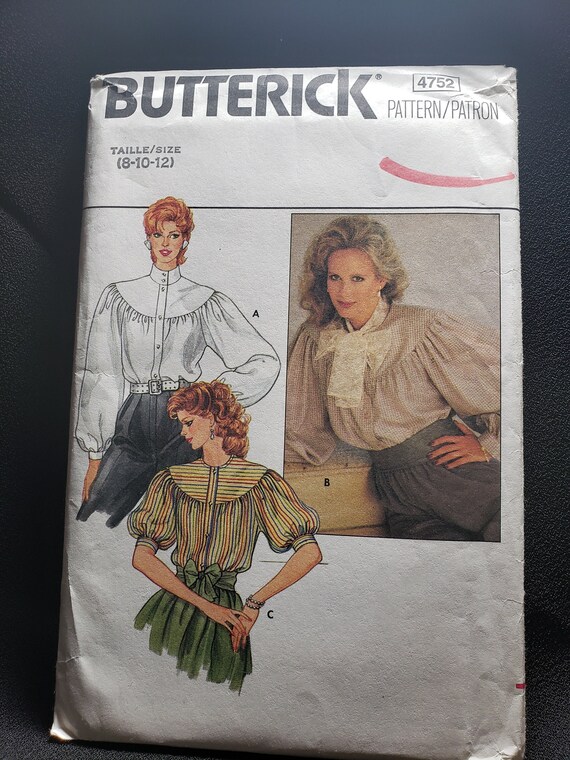 BUTTERICK®
4752
PATTERN/PATRON
TAILLE/SIZE
(8-10-12)
A
B
C